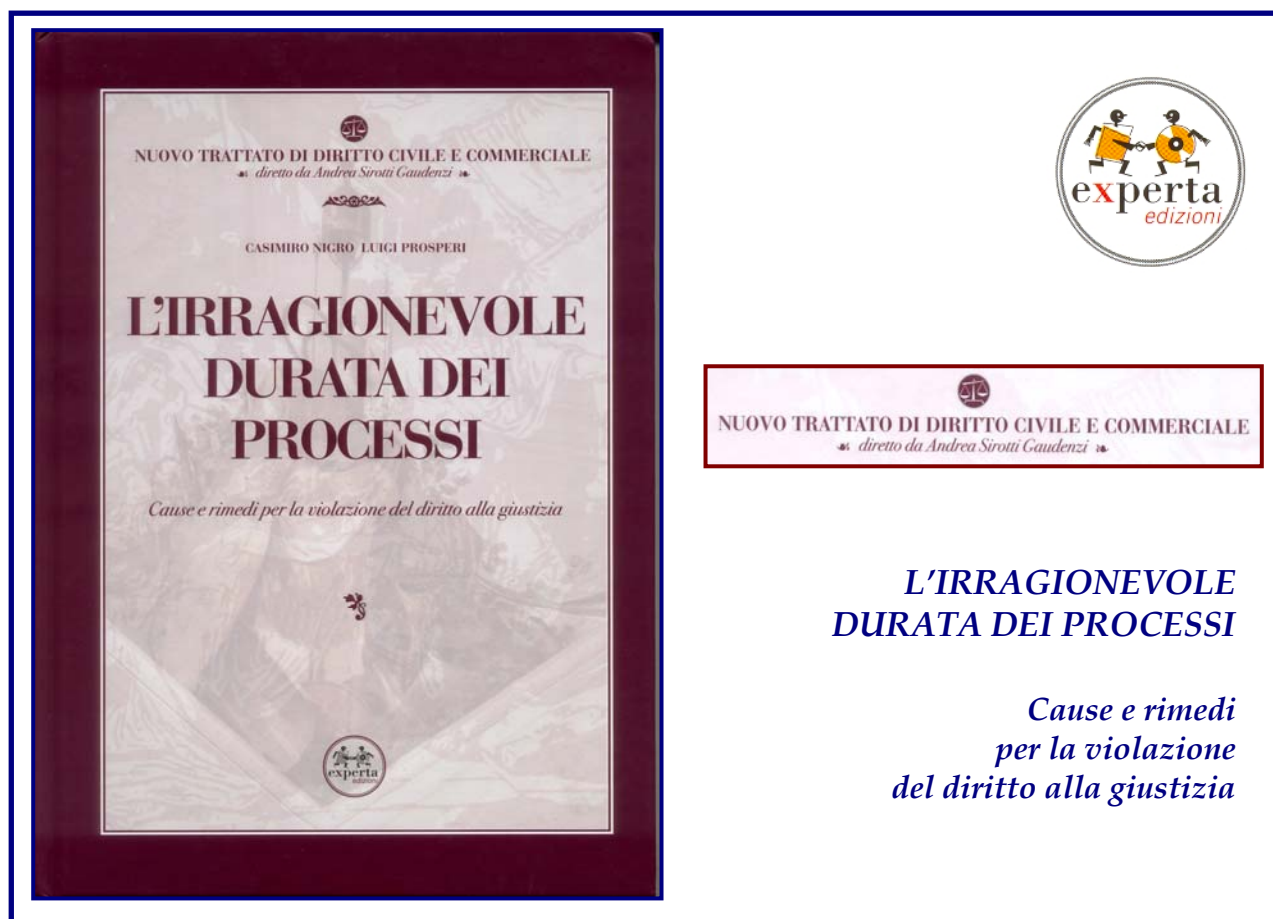 NUOVO TRATTATO DI DIRITTO CIVILE E COMMERCIALE
diretto da Andrea Sirotti Gaudenzi
CASIMIRO NIGRO LUIGI PROSPERI
L'IRRAGIONEVOLE
DURATA DEI
PROCESSI
Cause e rimedi per la violazione del diritto alla giustizia
experta
edizioni
experta
edizioni
NUOVO TRATTATO DI DIRITTO CIVILE E COMMERCIALE
diretto da Andrea Sirotti Gaudenzi
L'IRRAGIONEVOLE
DURATA DEI PROCESSI
Cause e rimedi
per la violazione
del diritto alla giustizia